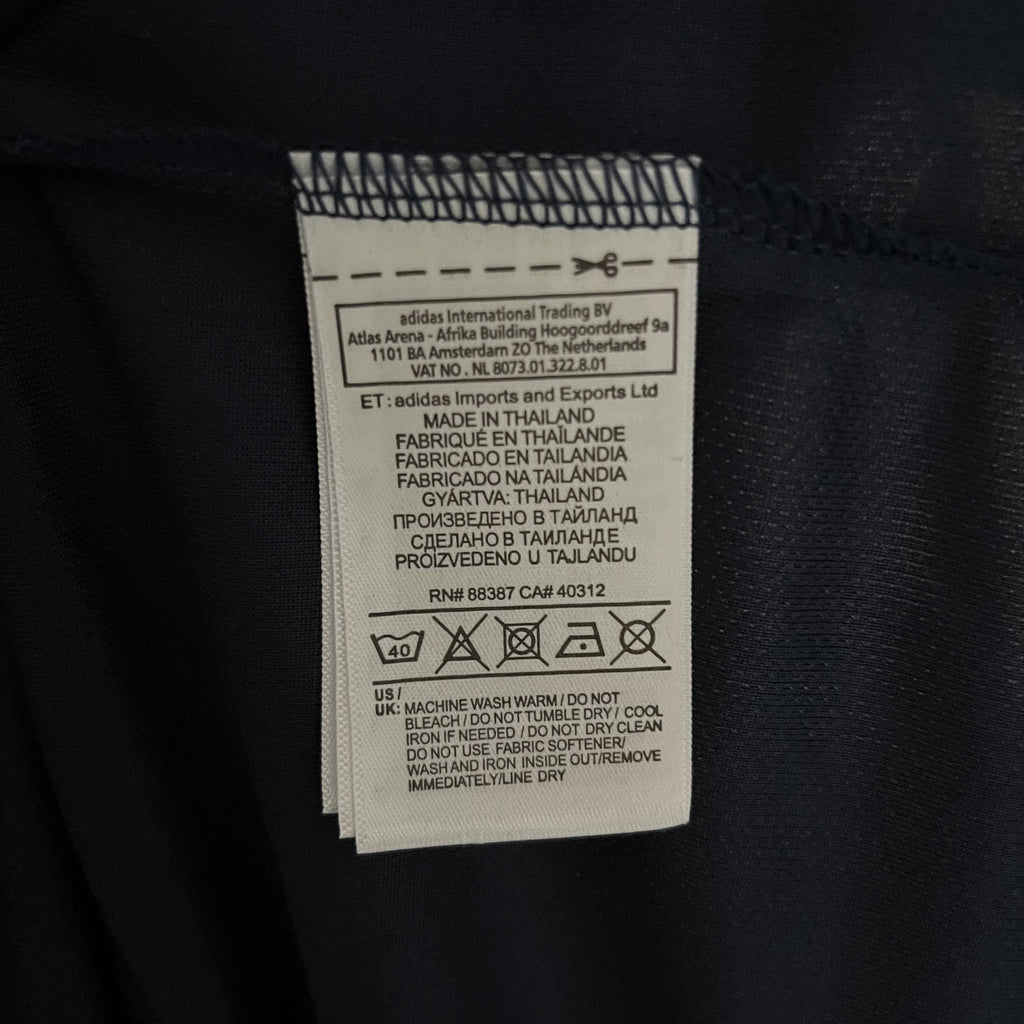 adidas International Trading BV
Atlas Arena - Afrika Building Hoogoorddreef 9a
1101 BA Amsterdam ZO The Netherlands
VAT NO . NL 8073.01.322.8.01
ET : adidas Imports and Exports Ltd
MADE IN THAILAND
FABRIQUÉ EN THAÏLANDE
FABRICADO EN TAILANDIA
FABRICADO NA TAILÂNDIA
GYÁRTVA: THAILAND
ПРОИЗВЕДЕНО В ТАЙЛАНД
СДЕЛАНО В ТАИЛАНДЕ
PROIZVEDENO U TAJLANDU
RN# 88387 CA# 40312
40
US /
UK: MACHINE WASH WARM / DO NOT
BLEACH / DO NOT TUMBLE DRY / COOL
IRON IF NEEDED / DO NOT DRY CLEAN
DO NOT USE FABRIC SOFTENER/
WASH AND IRON INSIDE OUT/REMOVE
IMMEDIATELY/LINE DRY